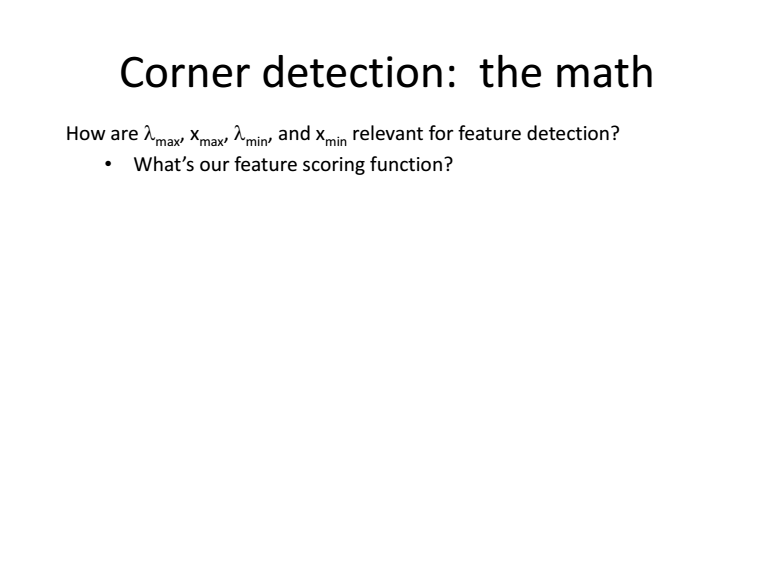 Corner detection:  the math
How are λmax, xmax, λmin, and xmin relevant for feature detection?
• What’s our feature scoring function?